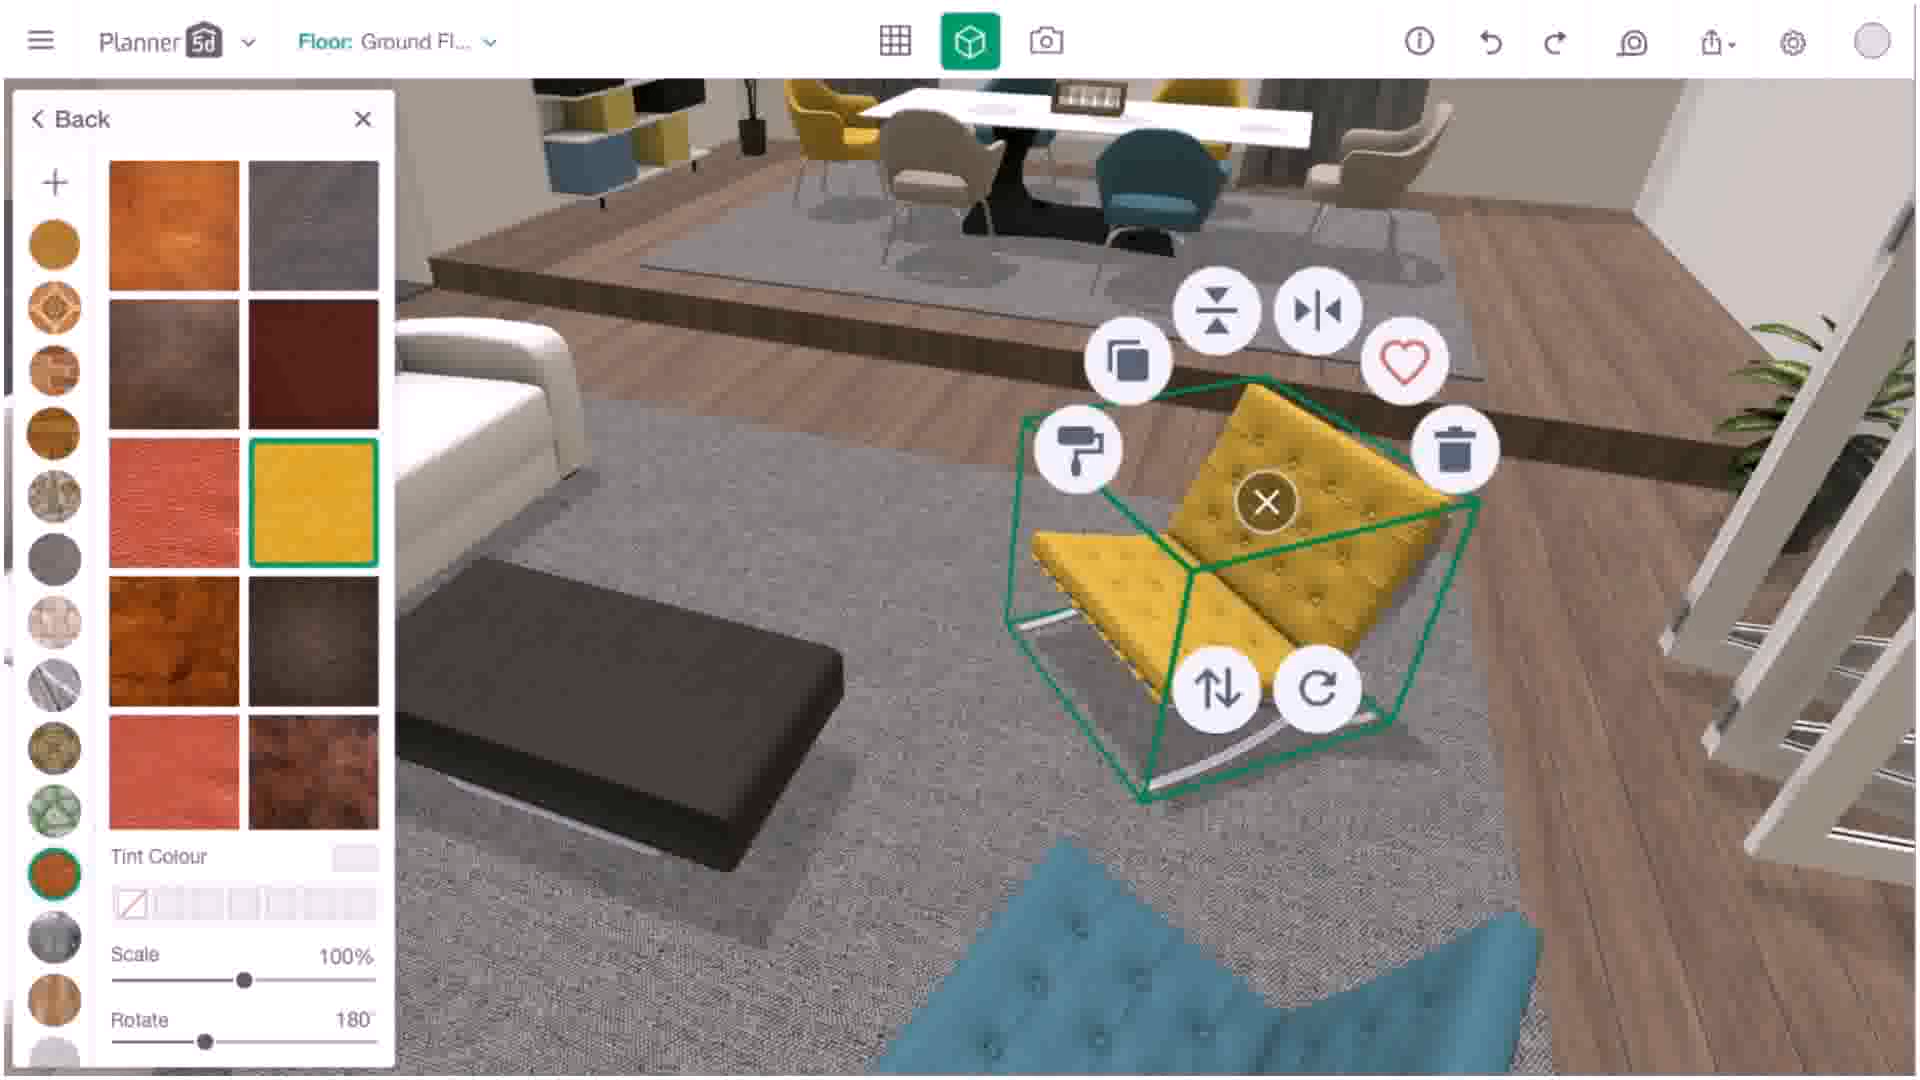 Planner 5d
Floor: Ground Fl...
Back
Tint Colour
Scale 100%
Rotate 180°